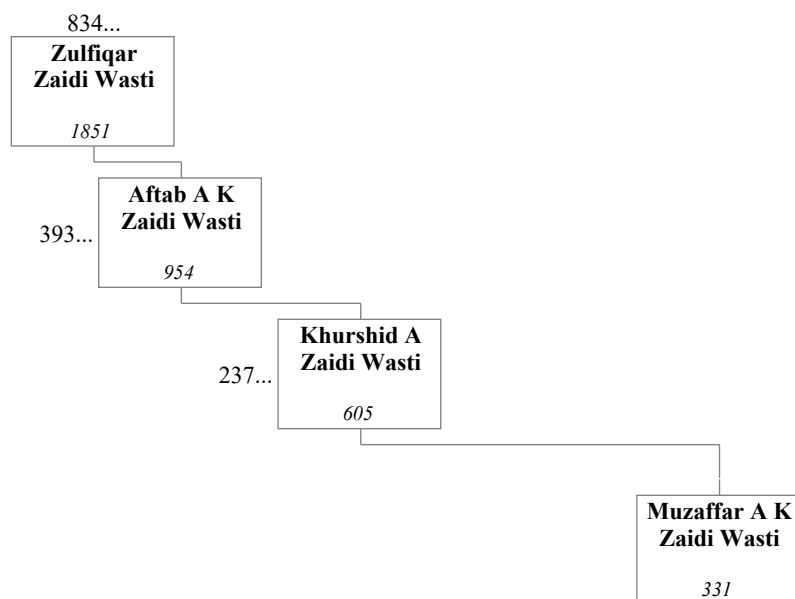 834...
Zulfiqar
Zaidi Wasti
1851
Aftab A K
Zaidi Wasti
393...
954
Khurshid A
Zaidi Wasti
237...
605
Muzaffar A K
Zaidi Wasti
331